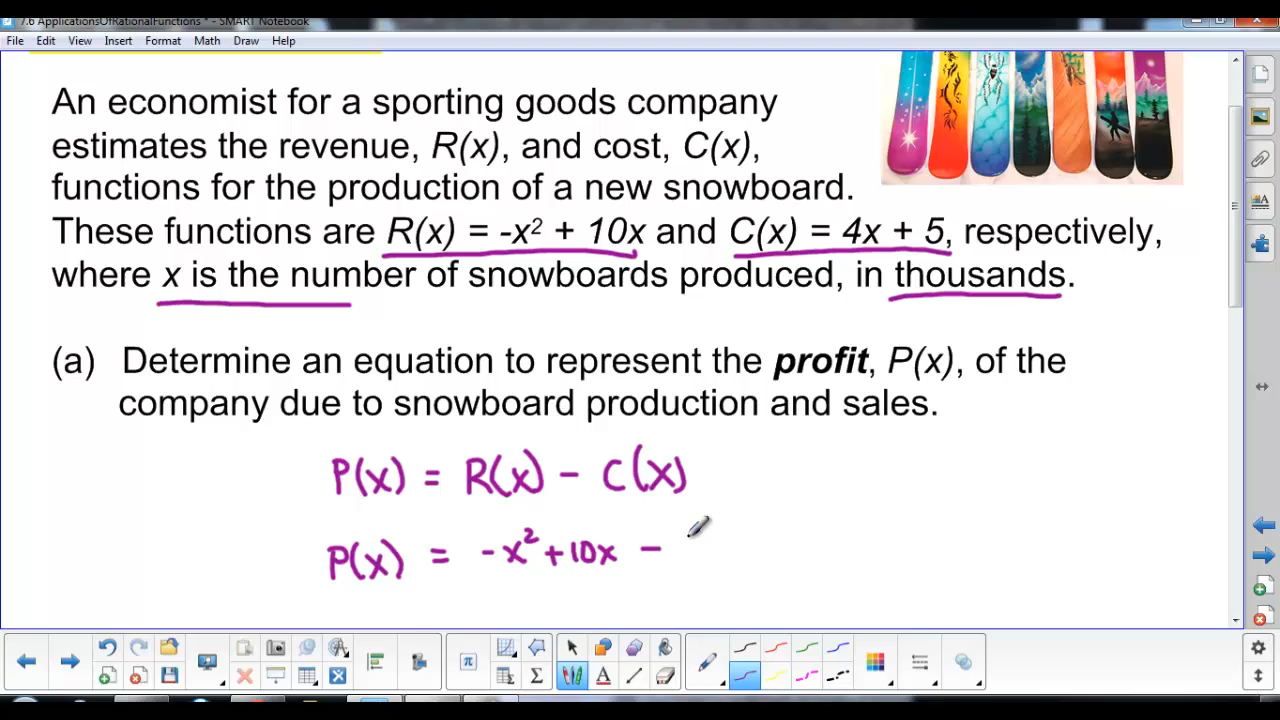 7.6 ApplicationsOfRationalFunctions * - SMART Notebook
File Edit View Insert Format Math Draw Help
An economist for a sporting goods company
estimates the revenue, R(x), and cost, C(x),
functions for the production of a new snowboard.
These functions are R(x) = -x² + 10x and C(x) = 4x + 5, respectively,
where x is the number of snowboards produced, in thousands.
(a) Determine an equation to represent the profit, P(x), of the
company due to snowboard production and sales.
P(x) = R(x) - C(x)
P(x) = -x² + 10x -